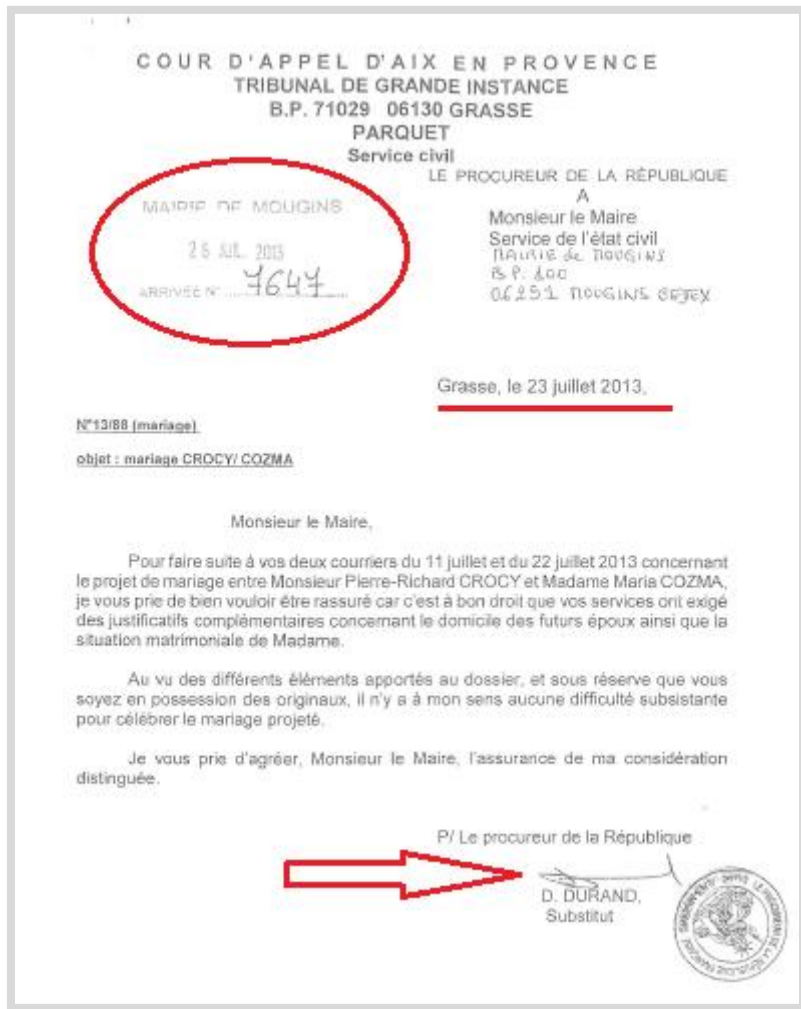 COUR D'APPEL D'AIX EN PROVENCE
TRIBUNAL DE GRANDE INSTANCE
B.P. 71029 06130 GRASSE
PARQUET
Service civil
LE PROCUREUR DE LA RÉPUBLIQUE
A
Monsieur le Maire
Service de l'état civil
MAIRIE de MOUGINS
B.P. 100
06251 MOUGINS CEDEX
MAIRIE DE MOUGINS
JUIL. 2013
ARRIVÉE N° 7647
Grasse, le 23 juillet 2013,
N°13/88 (mariage)
objet : mariage CROCY/ COZMA
Monsieur le Maire,
Pour faire suite à vos deux courriers du 11 juillet et du 22 juillet 2013 concernant
le projet de mariage entre Monsieur Pierre-Richard CROCY et Madame Maria COZMA,
je vous prie de bien vouloir être rassuré car c'est à bon droit que vos services ont exigé
des justificatifs complémentaires concernant le domicile des futurs époux ainsi que la
situation matrimoniale de Madame.
Au vu des différents éléments apportés au dossier, et sous réserve que vous
soyez en possession des originaux, il n'y a à mon sens aucune difficulté subsistante
pour célébrer le mariage projeté.
Je vous prie d'agréer, Monsieur le Maire, l'assurance de ma considération
distinguée.
P/ Le procureur de la République
D. DURAND,
Substitut